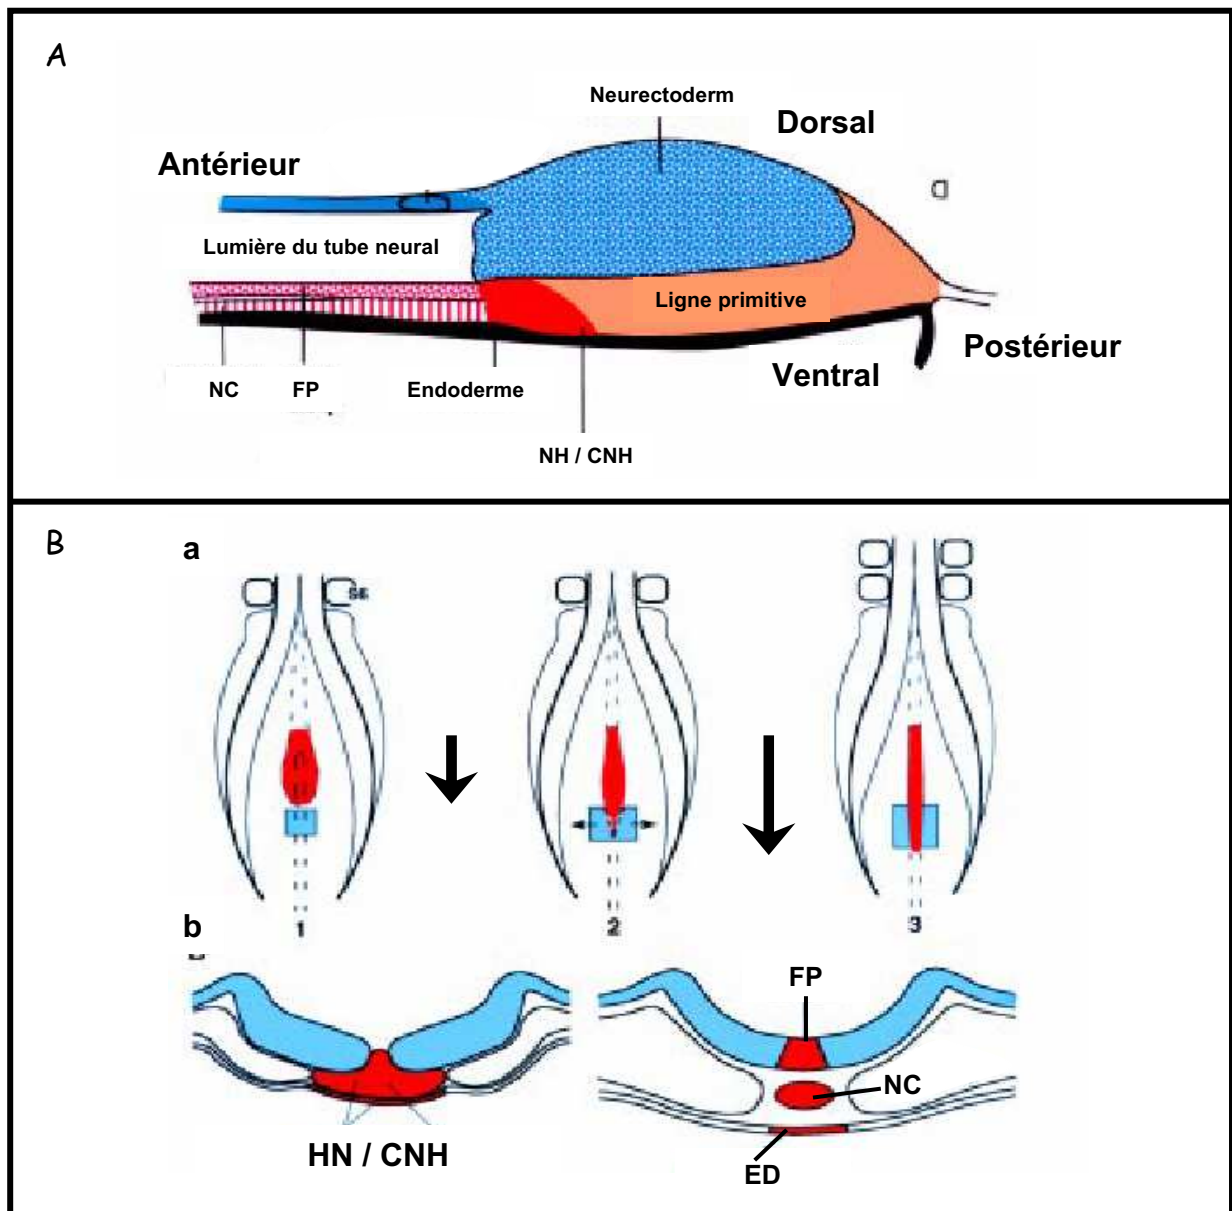 A
Neurectoderm
Dorsal
Antérieur
Lumière du tube neural
Ligne primitive
Postérieur
Ventral
NC
FP
Endoderme
NH / CNH
B
a
S6
1
2
3
b
FP
NC
HN / CNH
ED